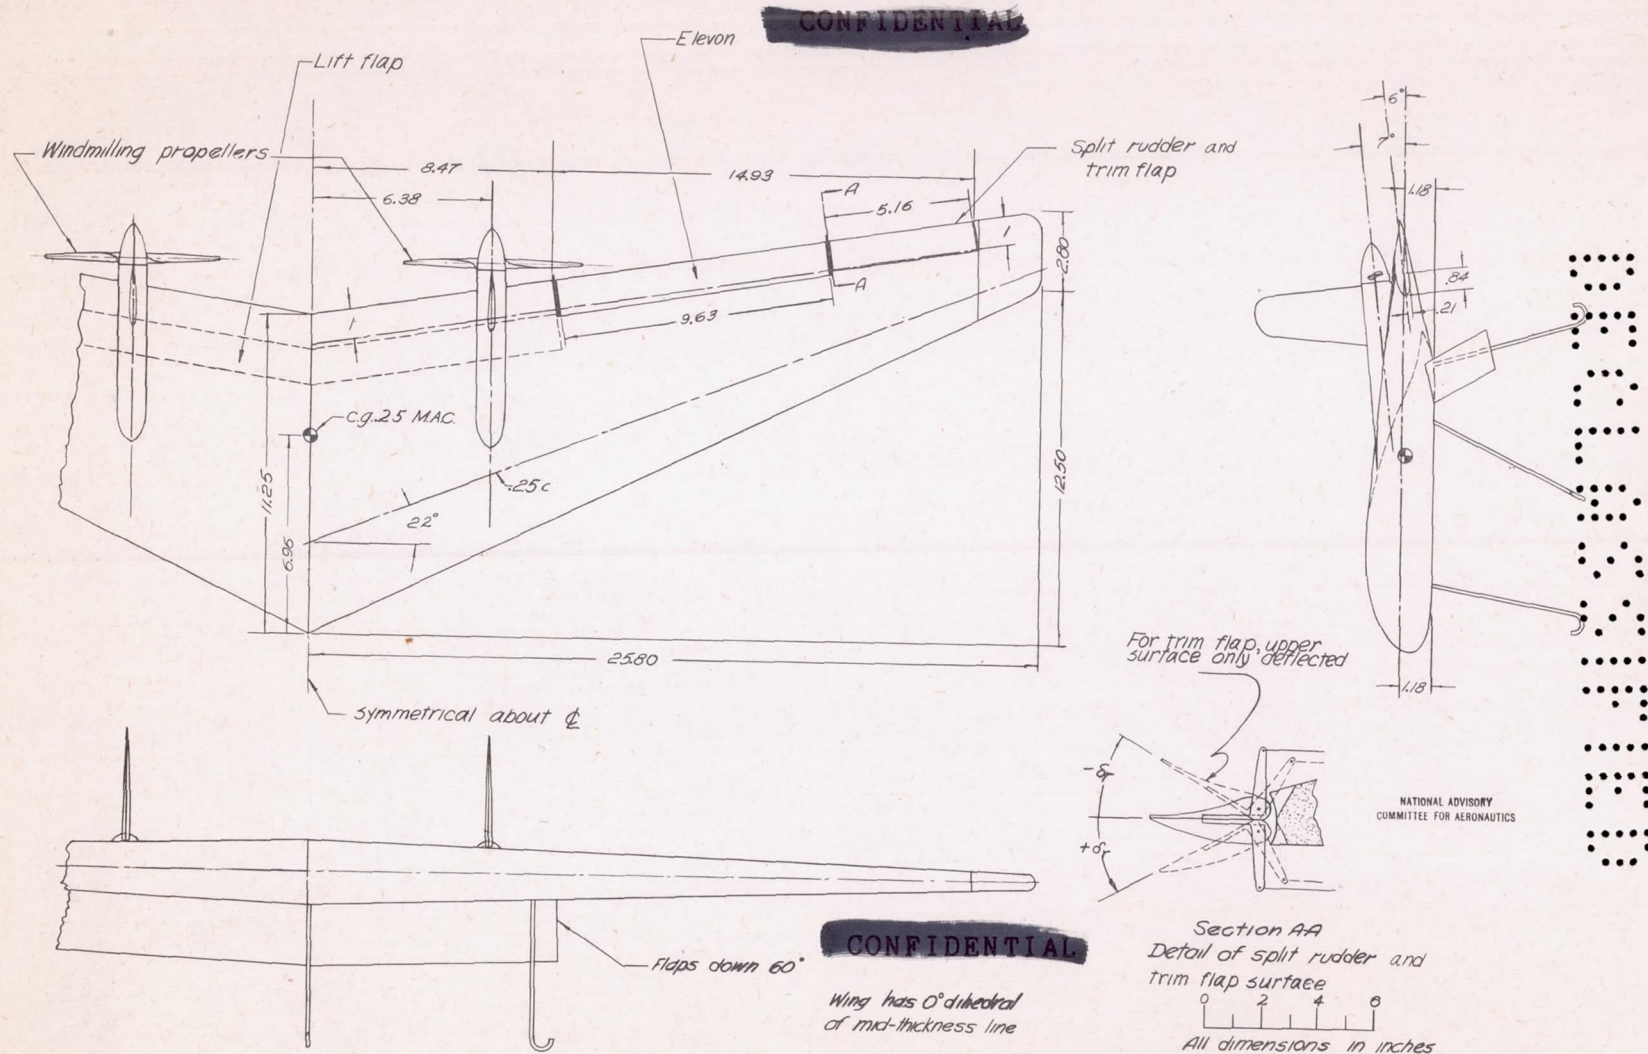 CONFIDENTIAL
Elevon
Lift flap
Windmilling propellers
Split rudder and
trim flap
8.47
14.93
6.38
A
5.16
1
2.80
A
9.63
1
c.g. .25 M.A.C.
11.25
6.96
.25c
22°
12.50
25.80
Symmetrical about ℄
6°
7°
1.18
.84
.21
1.18
For trim flap, upper
surface only deflected
-δr
+δr
NATIONAL ADVISORY
COMMITTEE FOR AERONAUTICS
Flaps down 60°
CONFIDENTIAL
Wing has 0° dihedral
of mid-thickness line
Section AA
Detail of split rudder and
trim flap surface
0 2 4 6
All dimensions in inches